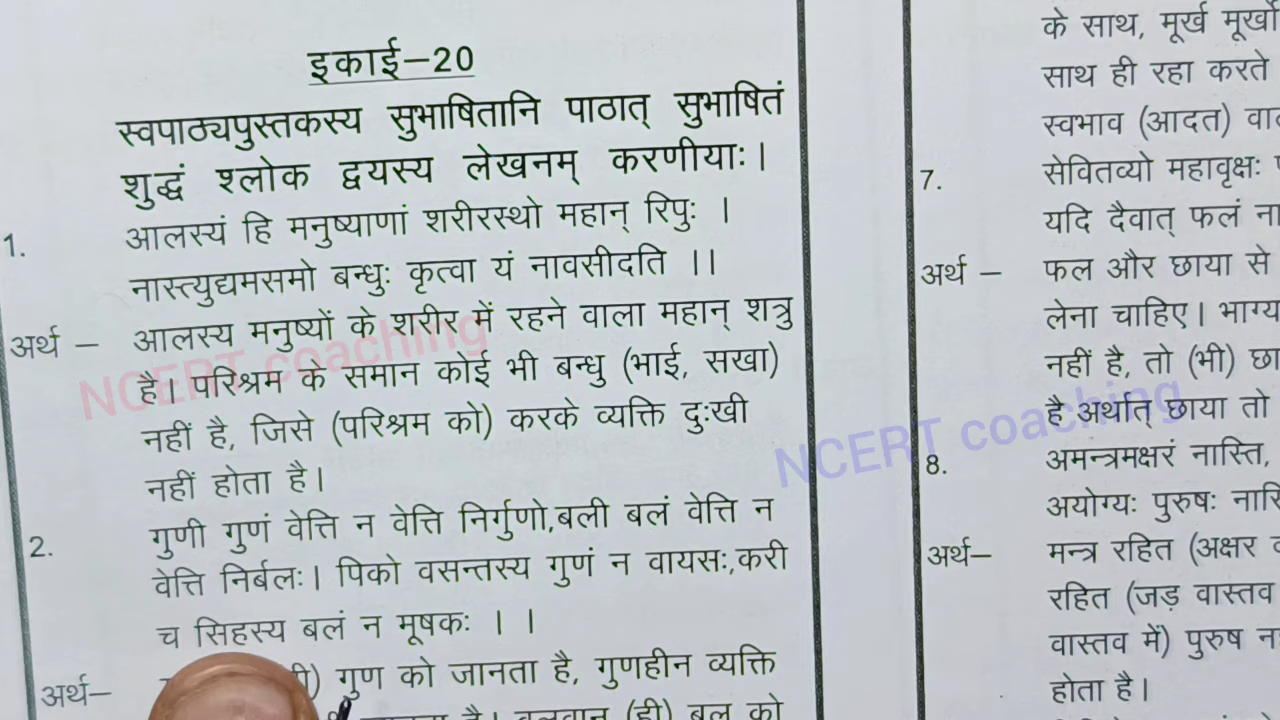 इकाई–20
स्वपाठ्यपुस्तकस्य सुभाषितानि पाठात् सुभाषितं
शुद्धं श्लोक द्वयस्य लेखनम् करणीयाः।
1. आलस्यं हि मनुष्याणां शरीरस्थो महान् रिपुः ।
नास्त्युद्यमसमो बन्धुः कृत्वा यं नावसीदति ।।
अर्थ – आलस्य मनुष्यों के शरीर में रहने वाला महान् शत्रु
है। परिश्रम के समान कोई भी बन्धु (भाई, सखा)
नहीं है, जिसे (परिश्रम को) करके व्यक्ति दुःखी
नहीं होता है।
2. गुणी गुणं वेत्ति न वेत्ति निर्गुणो,बली बलं वेत्ति न
वेत्ति निर्बलः। पिको वसन्तस्य गुणं न वायसः,करी
च सिहस्य बलं न मूषकः । ।
अर्थ– गुण को जानता है, गुणहीन व्यक्ति
है। बलवान (ही) बल को
के साथ, मूर्ख मूर्खों
साथ ही रहा करते
स्वभाव (आदत)
7. सेवितव्यो महावृक्षः
यदि दैवात् फलं
अर्थ – फल और छाया से
लेना चाहिए।
नहीं है, तो (भी)
है अर्थात् छाया तो
8. अमन्त्रमक्षरं नास्ति,
अयोग्यः पुरुषः
अर्थ– मन्त्र रहित (अक्षर
रहित (जड़ वास्तव
वास्तव में) पुरुष
होता है।
NCERT coaching
NCERT coaching